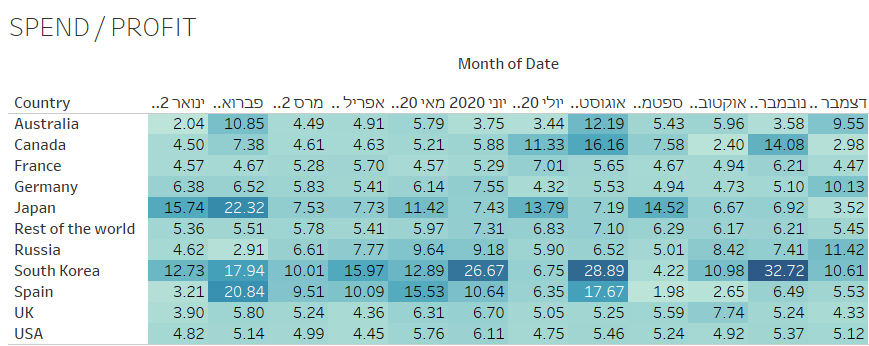 SPEND / PROFIT
Month of Date
Country ינואר 2.. פברוא.. מרס 2.. אפריל .. מאי 20.. יוני 2020 יולי 20.. אוגוסט.. ספטמ.. אוקטוב.. נובמבר.. דצמבר ..
Australia 2.04 10.85 4.49 4.91 5.79 3.75 3.44 12.19 5.43 5.96 3.58 9.55
Canada 4.50 7.38 4.61 4.63 5.21 5.88 11.33 16.16 7.58 2.40 14.08 2.98
France 4.57 4.67 5.28 5.70 4.57 5.29 7.01 5.65 4.67 4.94 6.21 4.47
Germany 6.38 6.52 5.83 5.41 6.14 7.55 4.32 5.53 4.94 4.73 5.10 10.13
Japan 15.74 22.32 7.53 7.73 11.42 7.43 13.79 7.19 14.52 6.67 6.92 3.52
Rest of the world 5.36 5.51 5.78 5.41 5.97 7.31 6.83 7.10 6.29 6.17 6.21 5.45
Russia 4.62 2.91 6.61 7.77 9.64 9.18 5.90 6.52 5.01 8.42 7.41 11.42
South Korea 12.73 17.94 10.01 15.97 12.89 26.67 6.75 28.89 4.22 10.98 32.72 10.61
Spain 3.21 20.84 9.51 10.09 15.53 10.64 6.35 17.67 1.98 2.65 6.49 5.53
UK 3.90 5.80 5.24 4.36 6.31 6.70 5.05 5.25 5.59 7.74 5.24 4.33
USA 4.82 5.14 4.99 4.45 5.76 6.11 4.75 5.46 5.24 4.92 5.37 5.12